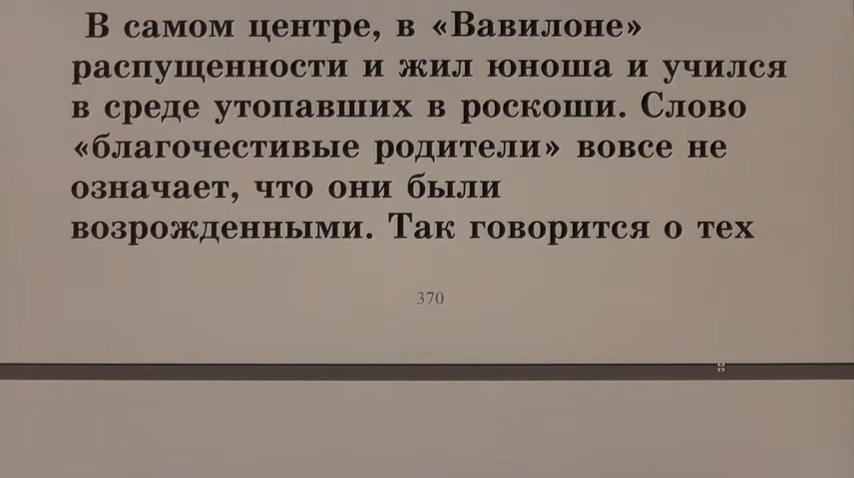 В самом центре, в «Вавилоне»
распущенности и жил юноша и учился
в среде утопавших в роскоши. Слово
«благочестивые родители» вовсе не
означает, что они были
возрожденными. Так говорится о тех
370